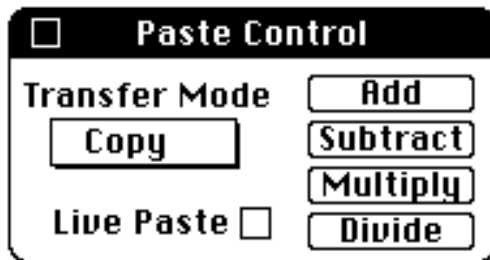 Paste Control
Transfer Mode
Copy
Live Paste
Add
Subtract
Multiply
Divide